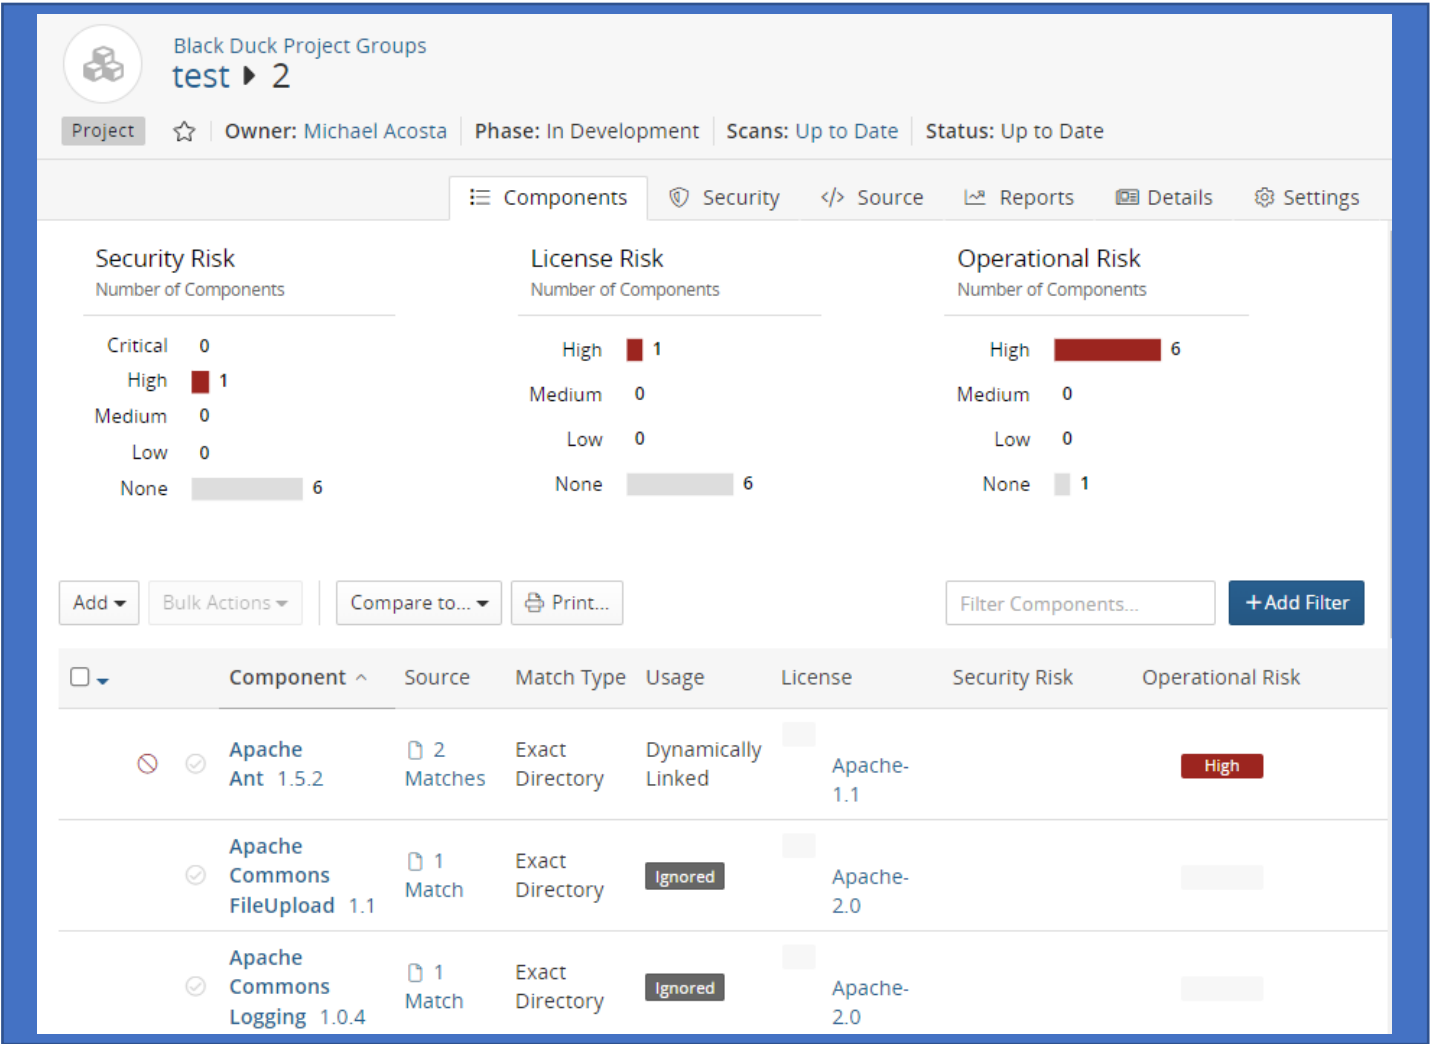 Black Duck Project Groups
test 2
Project Owner: Michael Acosta Phase: In Development Scans: Up to Date Status: Up to Date
Components Security Source Reports Details Settings
Security Risk
Number of Components
Critical 0
High 1
Medium 0
Low 0
None 6
License Risk
Number of Components
High 1
Medium 0
Low 0
None 6
Operational Risk
Number of Components
High 6
Medium 0
Low 0
None 1
Add Bulk Actions Compare to... Print... Filter Components... +Add Filter
Component Source Match Type Usage License Security Risk Operational Risk
Apache
Ant 1.5.2
2
Matches
Exact
Directory
Dynamically
Linked
Apache-
1.1
High
Apache
Commons
FileUpload 1.1
1
Match
Exact
Directory
Ignored
Apache-
2.0
Apache
Commons
Logging 1.0.4
1
Match
Exact
Directory
Ignored
Apache-
2.0